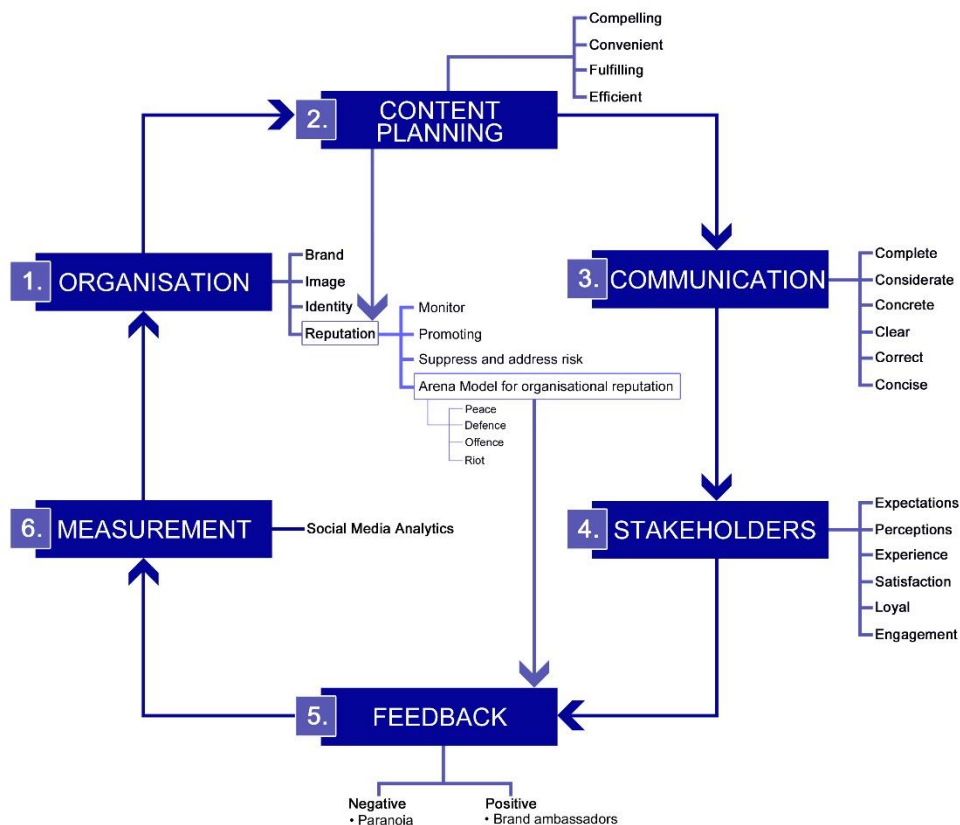 Compelling
Convenient
Fulfilling
Efficient
2.
CONTENT
PLANNING
1.
ORGANISATION
Brand
Image
Identity
Reputation
Monitor
Promoting
Suppress and address risk
Arena Model for organisational reputation
Peace
Defence
Offence
Riot
3.
COMMUNICATION
Complete
Considerate
Concrete
Clear
Correct
Concise
4.
STAKEHOLDERS
Expectations
Perceptions
Experience
Satisfaction
Loyal
Engagement
6.
MEASUREMENT
Social Media Analytics
5.
FEEDBACK
Negative
• Paranoia
Positive
• Brand ambassadors